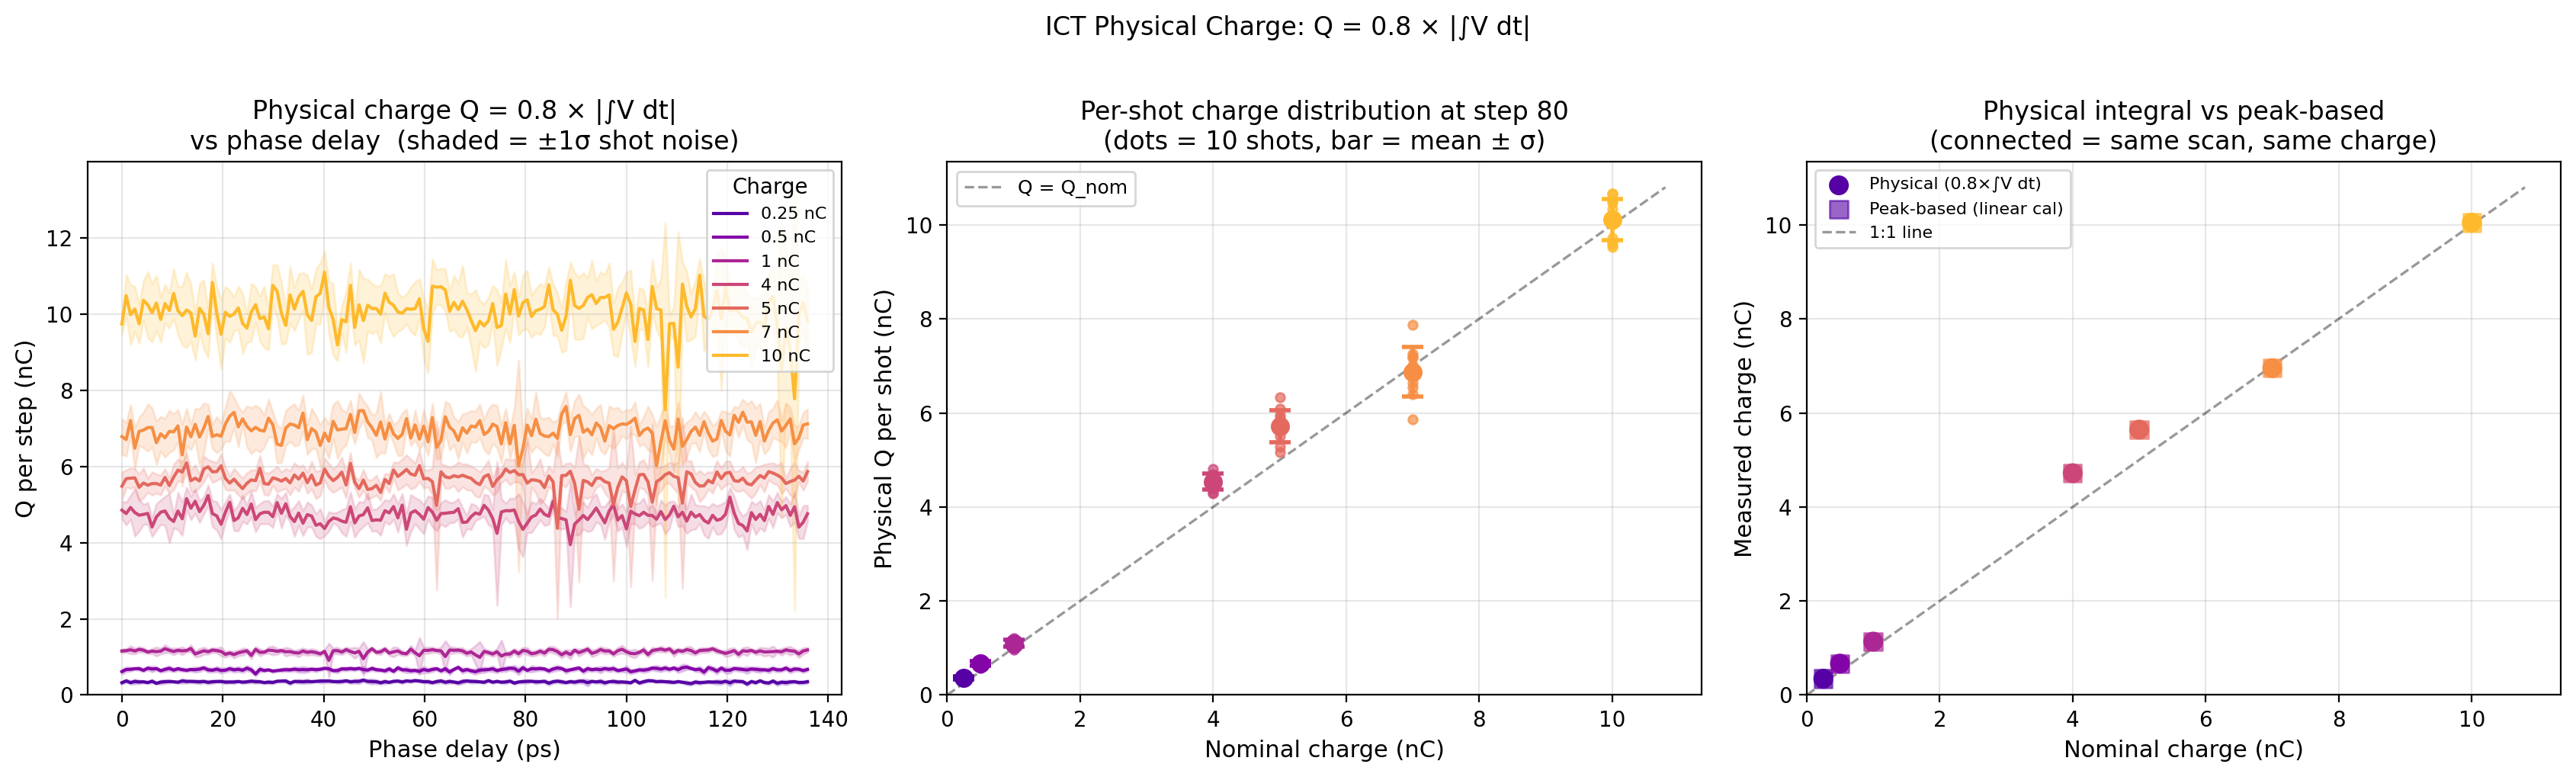 ICT Physical Charge: Q = 0.8 × |∫V dt|
Physical charge Q = 0.8 × |∫V dt|
vs phase delay  (shaded = ±1σ shot noise)
Q per step (nC)
12
10
8
6
4
2
0
0
20
40
60
80
100
120
140
Phase delay (ps)
Charge
0.25 nC
0.5 nC
1 nC
4 nC
5 nC
7 nC
10 nC
Per-shot charge distribution at step 80
(dots = 10 shots, bar = mean ± σ)
Physical Q per shot (nC)
10
8
6
4
2
0
0
2
4
6
8
10
Nominal charge (nC)
Q = Q_nom
Physical integral vs peak-based
(connected = same scan, same charge)
Measured charge (nC)
10
8
6
4
2
0
0
2
4
6
8
10
Nominal charge (nC)
Physical (0.8×∫V dt)
Peak-based (linear cal)
1:1 line